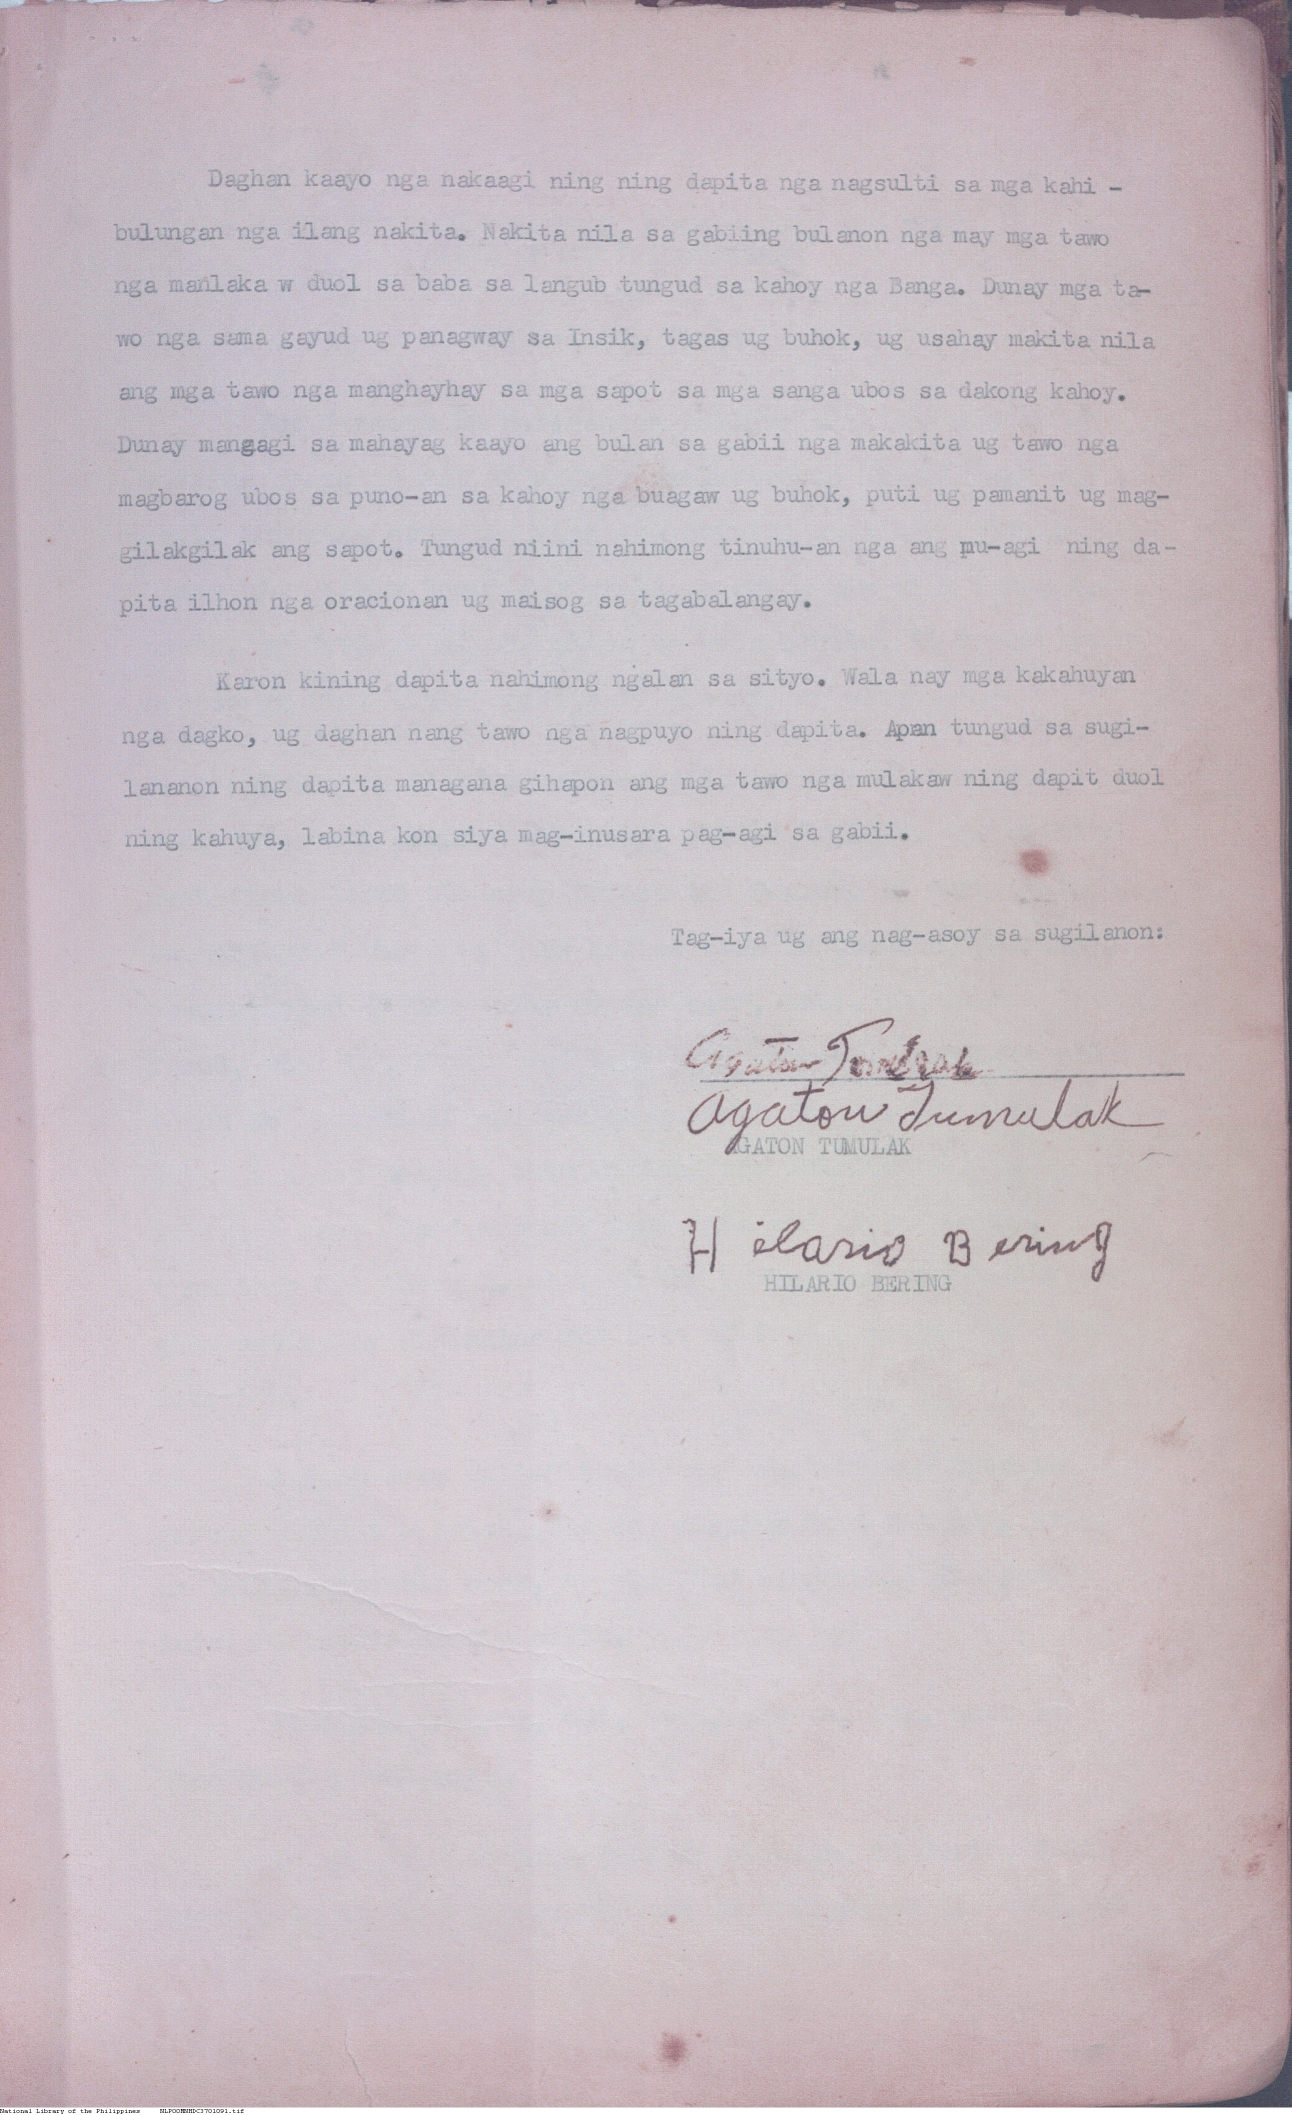 Daghan kaayo nga nakaagi ning ning dapita nga nagsulti sa mga kahi -
bulungan nga ilang nakita. Nakita nila sa gabiing bulanon nga may mga tawo
nga manlaka w duol sa baba sa langub tungud sa kahoy nga Banga. Dunay mga ta-
wo nga sama gayud ug panagway sa Insik, tagas ug buhok, ug usahay makita nila
ang mga tawo nga manghayhay sa mga sapot sa mga sanga ubos sa dakong kahoy.
Dunay mangagi sa mahayag kaayo ang bulan sa gabii nga makakita ug tawo nga
magbarog ubos sa puno-an sa kahoy nga buagaw ug buhok, puti ug pamanit ug mag-
gilakgilak ang sapot. Tungud niini nahimong tinuhu-an nga ang mu-agi ning da-
pita ilhon nga oracionan ug maisog sa tagabalangay.
Karon kining dapita nahimong ngalan sa sityo. Wala nay mga kakahuyan
nga dagko, ug daghan nang tawo nga nagpuyo ning dapita. Apan tungud sa sugi-
lananon ning dapita managana gihapon ang mga tawo nga mulakaw ning dapit duol
ning kahuya, labina kon siya mag-inusara pag-agi sa gabii.
Tag-iya ug ang nag-asoy sa sugilanon:
Agaton Tumulak
Agaton Tumulak
AGATON TUMULAK
Hilario Bering
HILARIO BERING
National Library of the Philippines NLPOOMNHDC3701091.tif